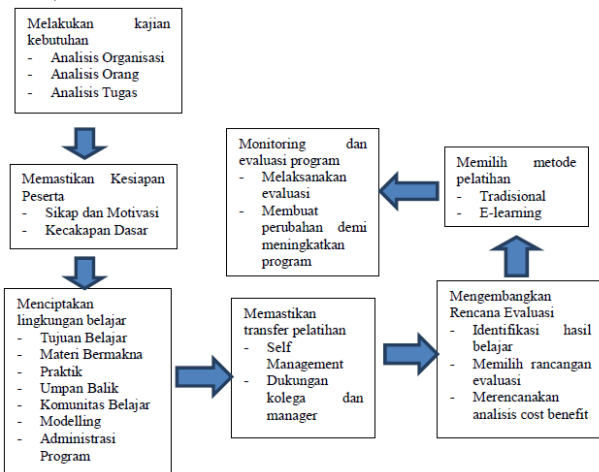 Melakukan kajian
kebutuhan
- Analisis Organisasi
- Analisis Orang
- Analisis Tugas
Memastikan Kesiapan
Peserta
- Sikap dan Motivasi
- Kecakapan Dasar
Menciptakan
lingkungan belajar
- Tujuan Belajar
- Materi Bermakna
- Praktik
- Umpan Balik
- Komunitas Belajar
- Modelling
- Administrasi
Program
Memastikan
transfer pelatihan
- Self
Management
- Dukungan
kolega dan
manager
Mengembangkan
Rencana Evaluasi
- Identifikasi hasil
belajar
- Memilih rancangan
evaluasi
- Merencanakan
analisis cost benefit
Memilih metode
pelatihan
- Tradisional
- E-learning
Monitoring dan
evaluasi program
- Melaksanakan
evaluasi
- Membuat
perubahan demi
meningkatkan
program